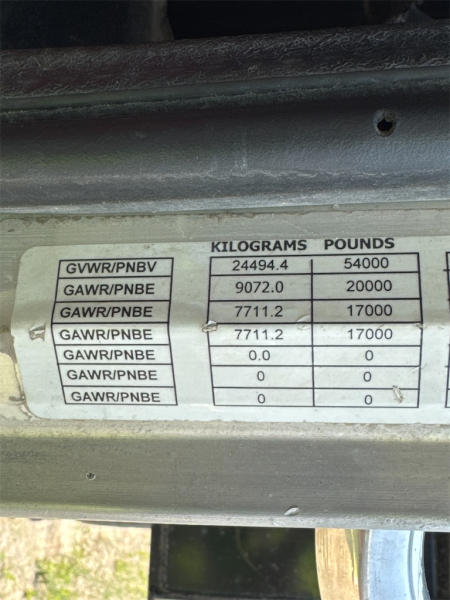 KILOGRAMS POUNDS
GVWR/PNBV 24494.4 54000
GAWR/PNBE 9072.0 20000
GAWR/PNBE 7711.2 17000
GAWR/PNBE 7711.2 17000
GAWR/PNBE 0.0 0
GAWR/PNBE 0 0
GAWR/PNBE 0 0